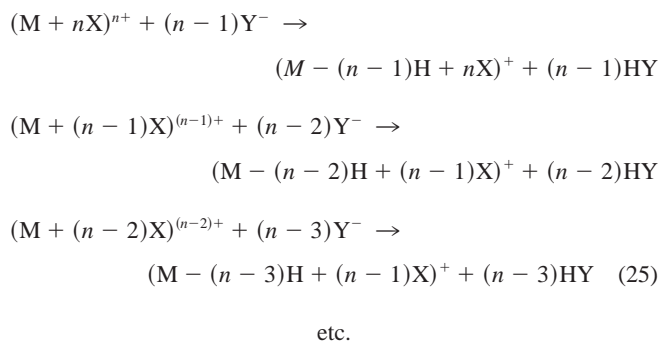 (M + nX)ⁿ⁺ + (n − 1)Y⁻ →
(M − (n − 1)H + nX)⁺ + (n − 1)HY
(M + (n − 1)X)⁽ⁿ⁻¹⁾⁺ + (n − 2)Y⁻ →
(M − (n − 2)H + (n − 1)X)⁺ + (n − 2)HY
(M + (n − 2)X)⁽ⁿ⁻²⁾⁺ + (n − 3)Y⁻ →
(M − (n − 3)H + (n − 1)X)⁺ + (n − 3)HY (25)
etc.